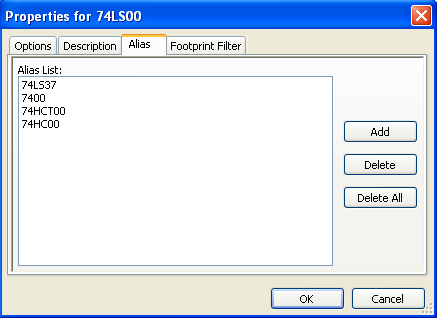 Properties for 74LS00
Options Description Alias Footprint Filter
Alias List:
74LS37
7400
74HCT00
74HC00
Add
Delete
Delete All
OK Cancel